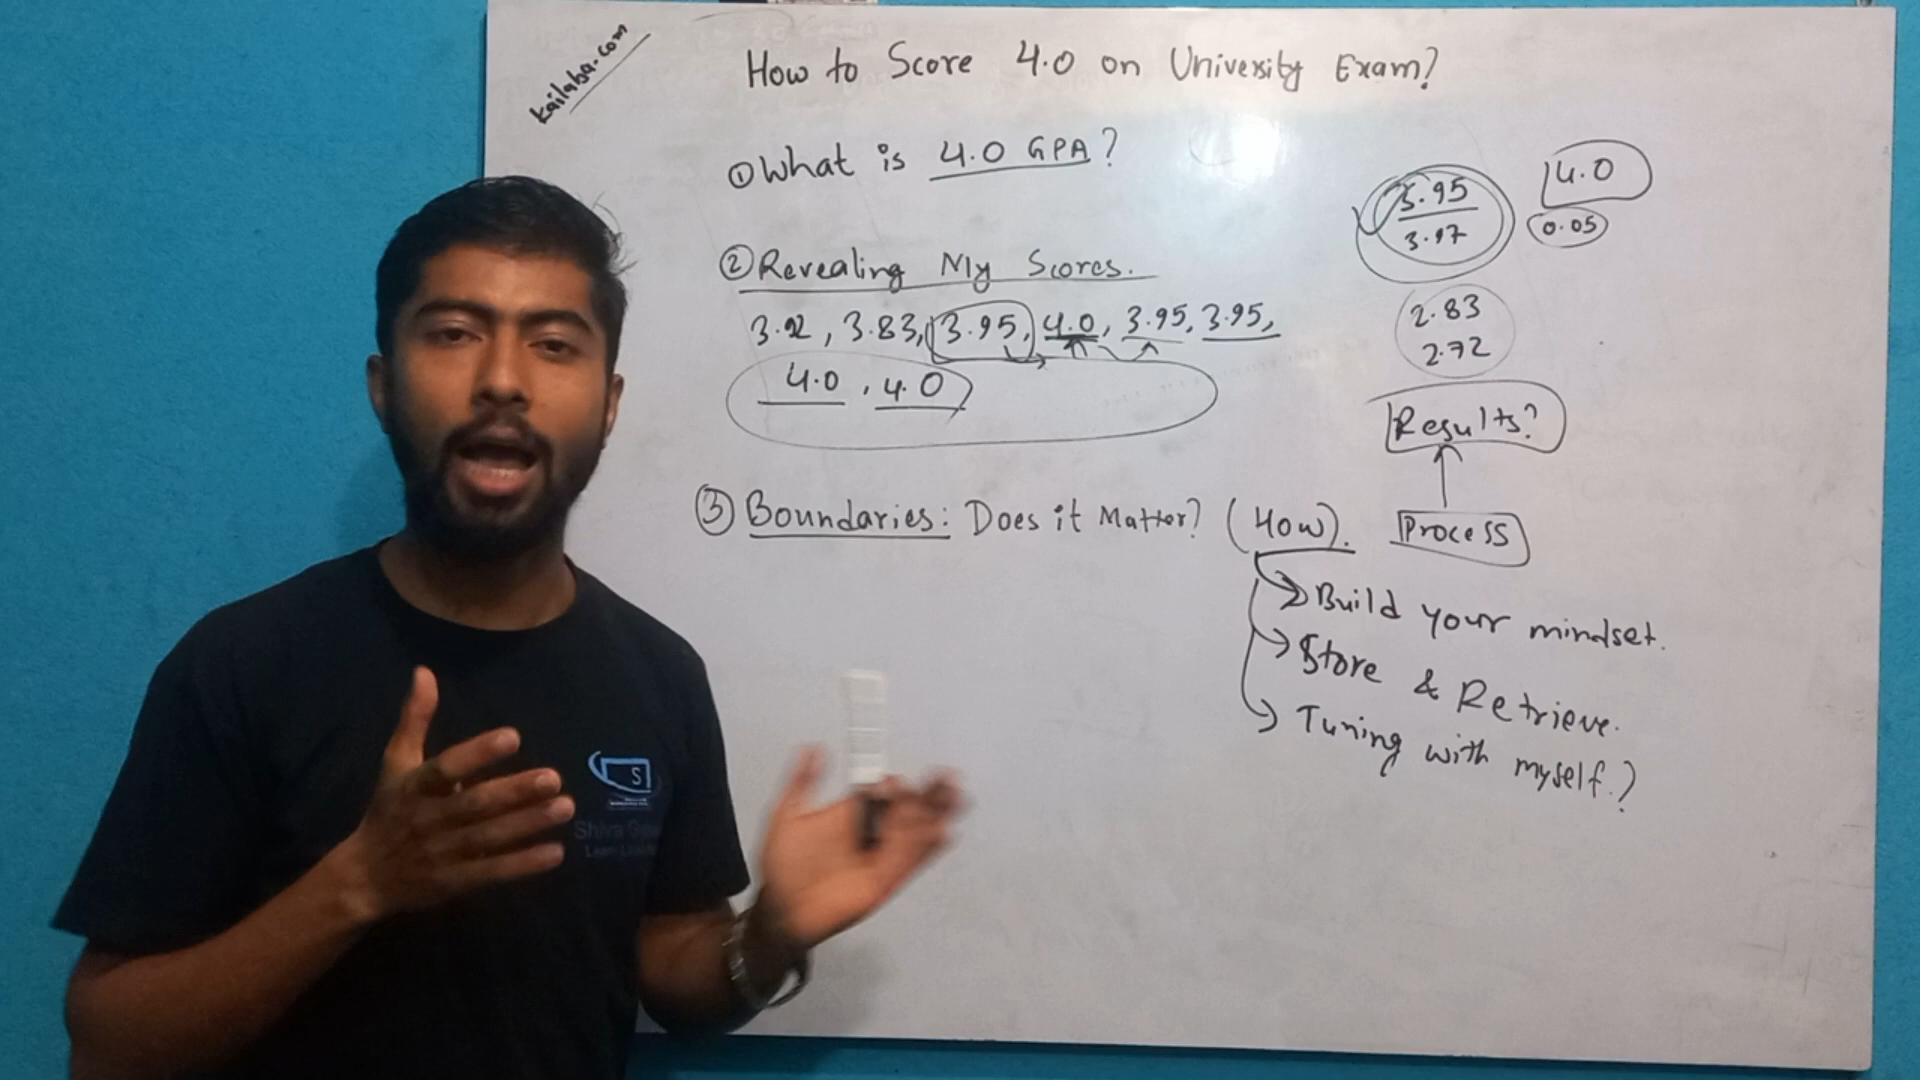 kailaba.com
How to Score 4.0 on University Exam?
① What is 4.0 GPA?
② Revealing My Scores.
3.92, 3.83, 3.95, 4.0, 3.95, 3.95,
4.0, 4.0
③ Boundaries: Does it Matter? (How).
Build your mindset.
Store & Retrieve.
Tuning with myself?
3.95
3.97
4.0
0.05
2.83
2.72
Results?
Process
S
Shiva